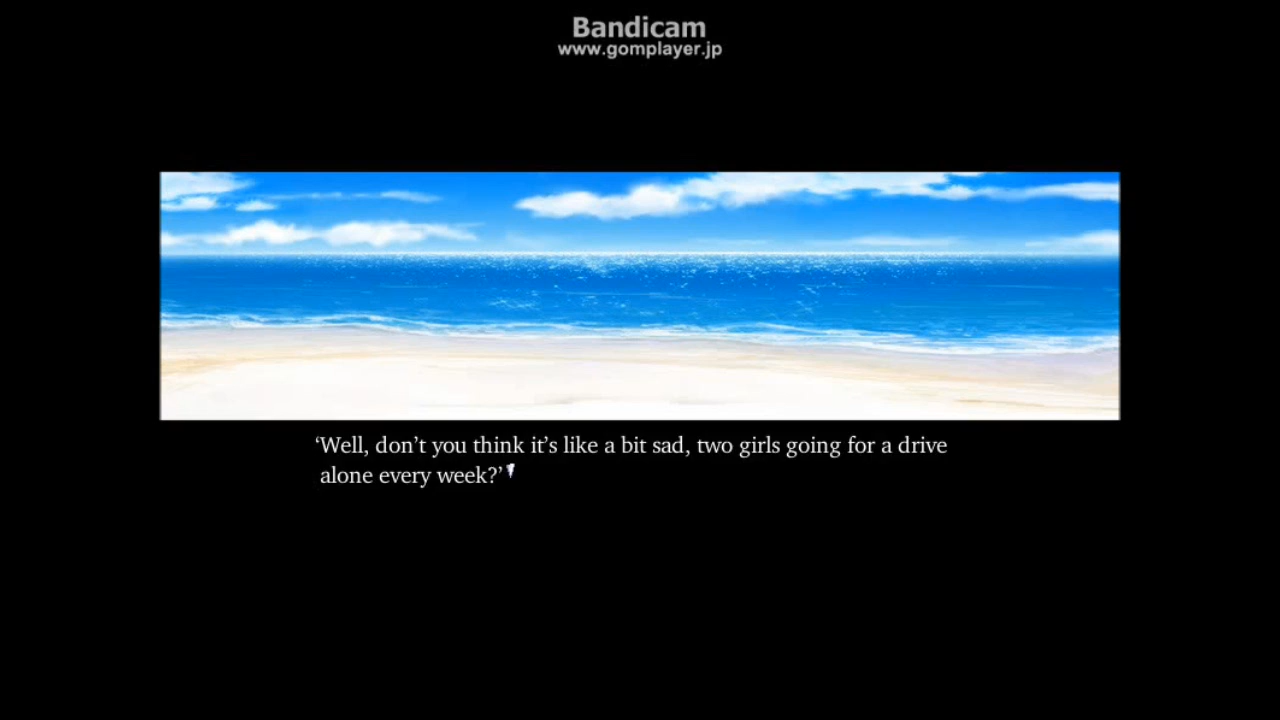 Bandicam
www.gomplayer.jp
‘Well, don’t you think it’s like a bit sad, two girls going for a drive
alone every week?’